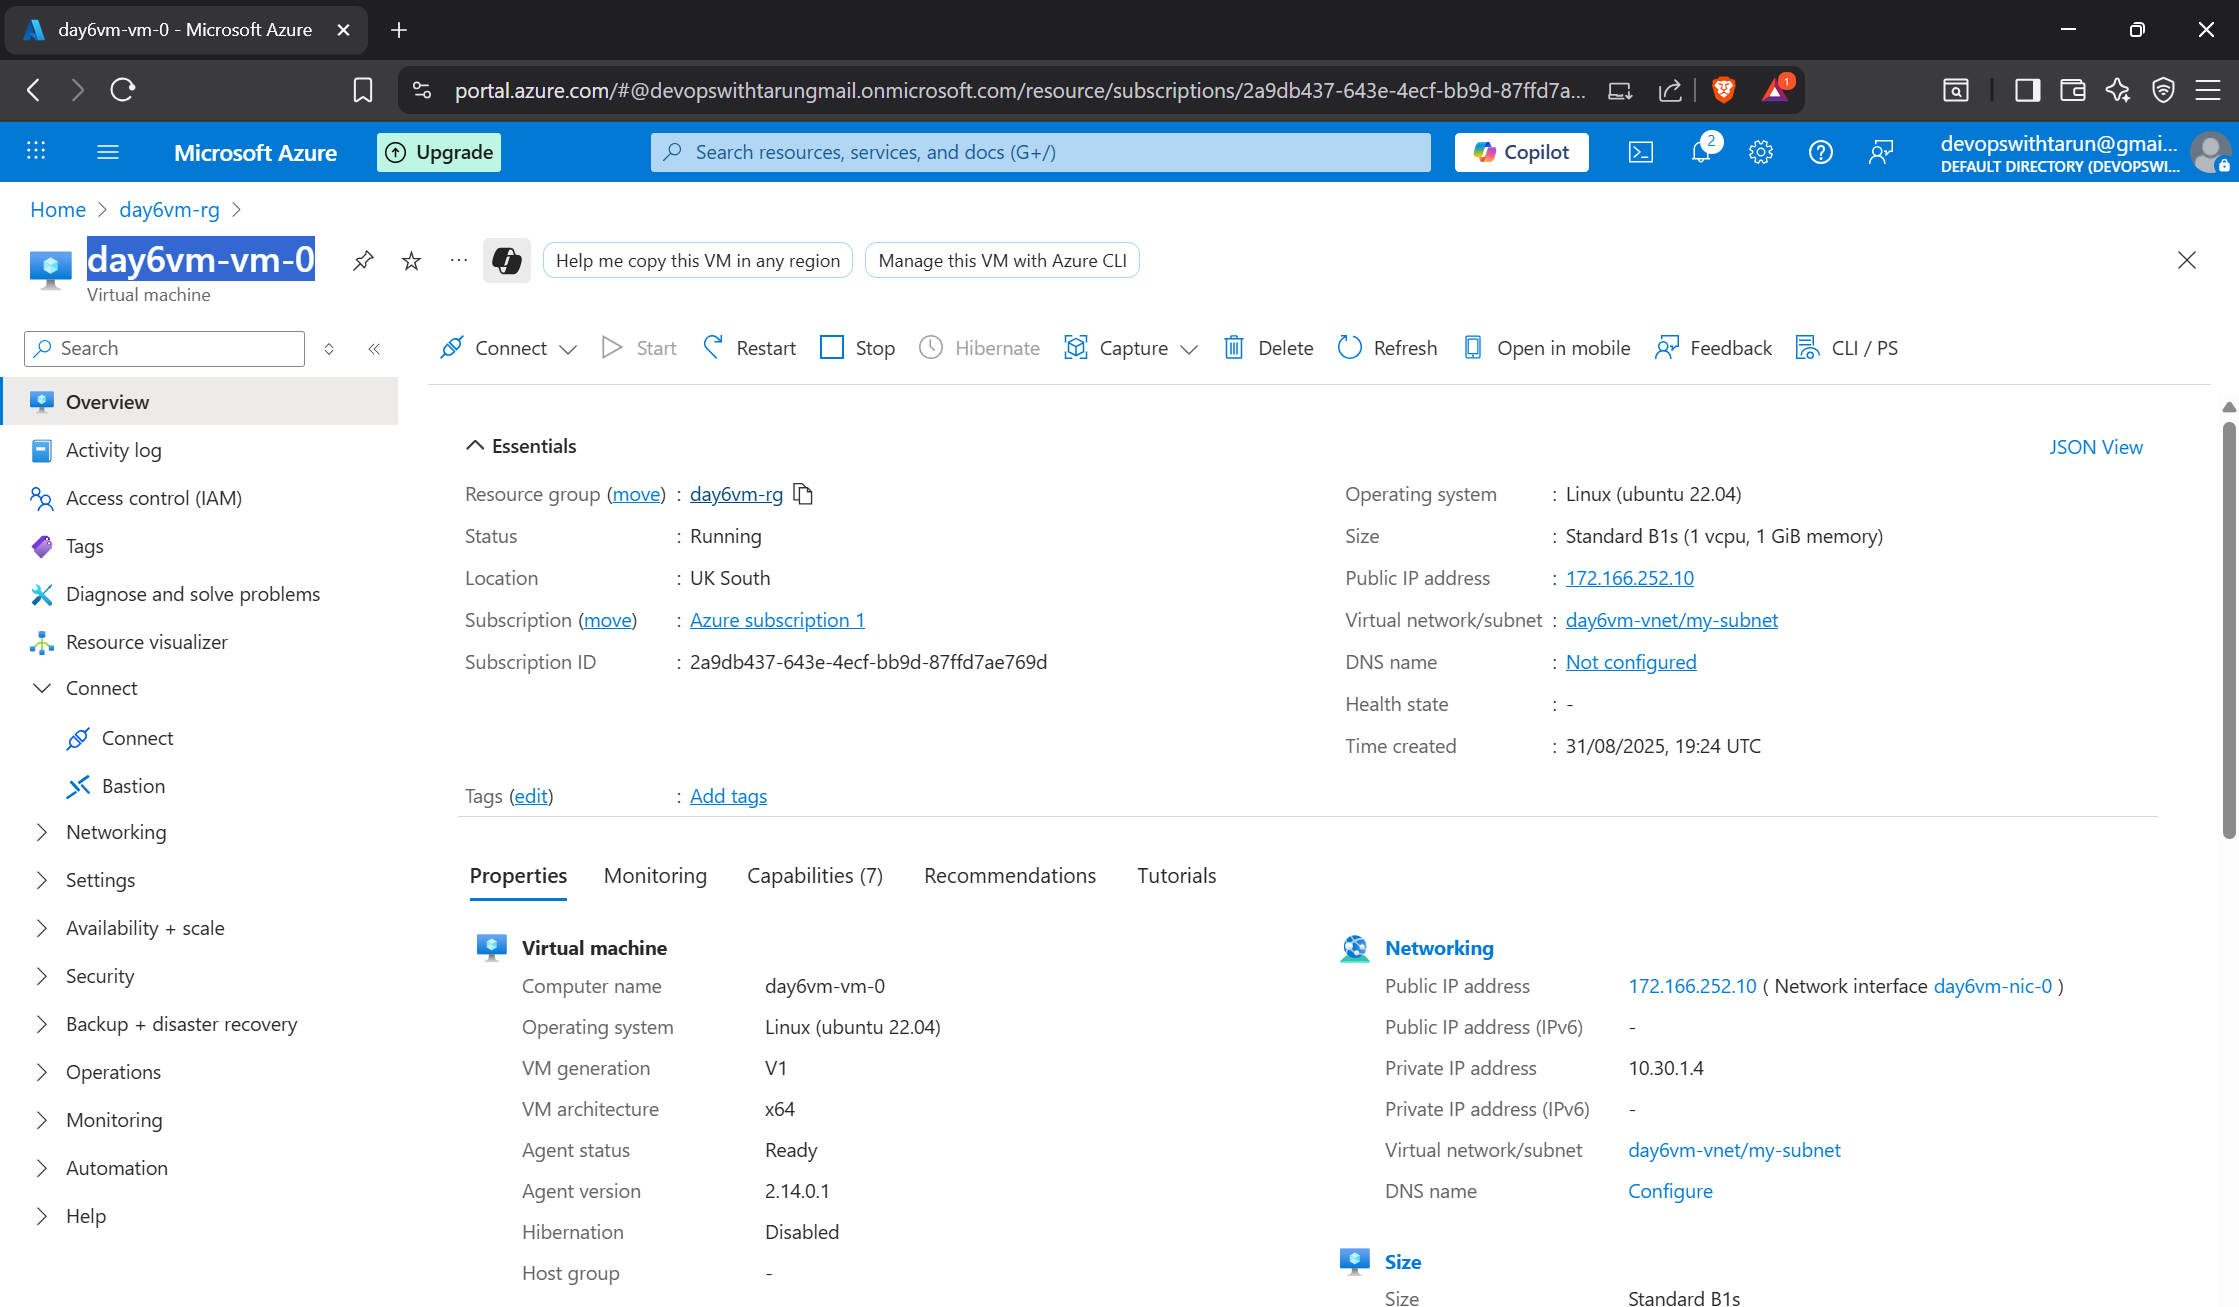 day6vm-vm-0 - Microsoft Azure
portal.azure.com/#@devopswithtarungmail.onmicrosoft.com/resource/subscriptions/2a9db437-643e-4ecf-bb9d-87ffd7a...
1
Microsoft Azure
Upgrade
Search resources, services, and docs (G+/)
Copilot
2
devopswithtarun@gmai...
DEFAULT DIRECTORY (DEVOPSWI...
Home > day6vm-rg >
day6vm-vm-0
Virtual machine
Help me copy this VM in any region
Manage this VM with Azure CLI
Search
Connect
Start
Restart
Stop
Hibernate
Capture
Delete
Refresh
Open in mobile
Feedback
CLI / PS
Overview
Activity log
Access control (IAM)
Tags
Diagnose and solve problems
Resource visualizer
Connect
Connect
Bastion
Networking
Settings
Availability + scale
Security
Backup + disaster recovery
Operations
Monitoring
Automation
Help
Essentials
JSON View
Resource group (move) : day6vm-rg
Status : Running
Location : UK South
Subscription (move) : Azure subscription 1
Subscription ID : 2a9db437-643e-4ecf-bb9d-87ffd7ae769d
Operating system : Linux (ubuntu 22.04)
Size : Standard B1s (1 vcpu, 1 GiB memory)
Public IP address : 172.166.252.10
Virtual network/subnet : day6vm-vnet/my-subnet
DNS name : Not configured
Health state : -
Time created : 31/08/2025, 19:24 UTC
Tags (edit) : Add tags
Properties
Monitoring
Capabilities (7)
Recommendations
Tutorials
Virtual machine
Computer name day6vm-vm-0
Operating system Linux (ubuntu 22.04)
VM generation V1
VM architecture x64
Agent status Ready
Agent version 2.14.0.1
Hibernation Disabled
Host group -
Networking
Public IP address 172.166.252.10 ( Network interface day6vm-nic-0 )
Public IP address (IPv6) -
Private IP address 10.30.1.4
Private IP address (IPv6) -
Virtual network/subnet day6vm-vnet/my-subnet
DNS name Configure
Size
Size Standard B1s